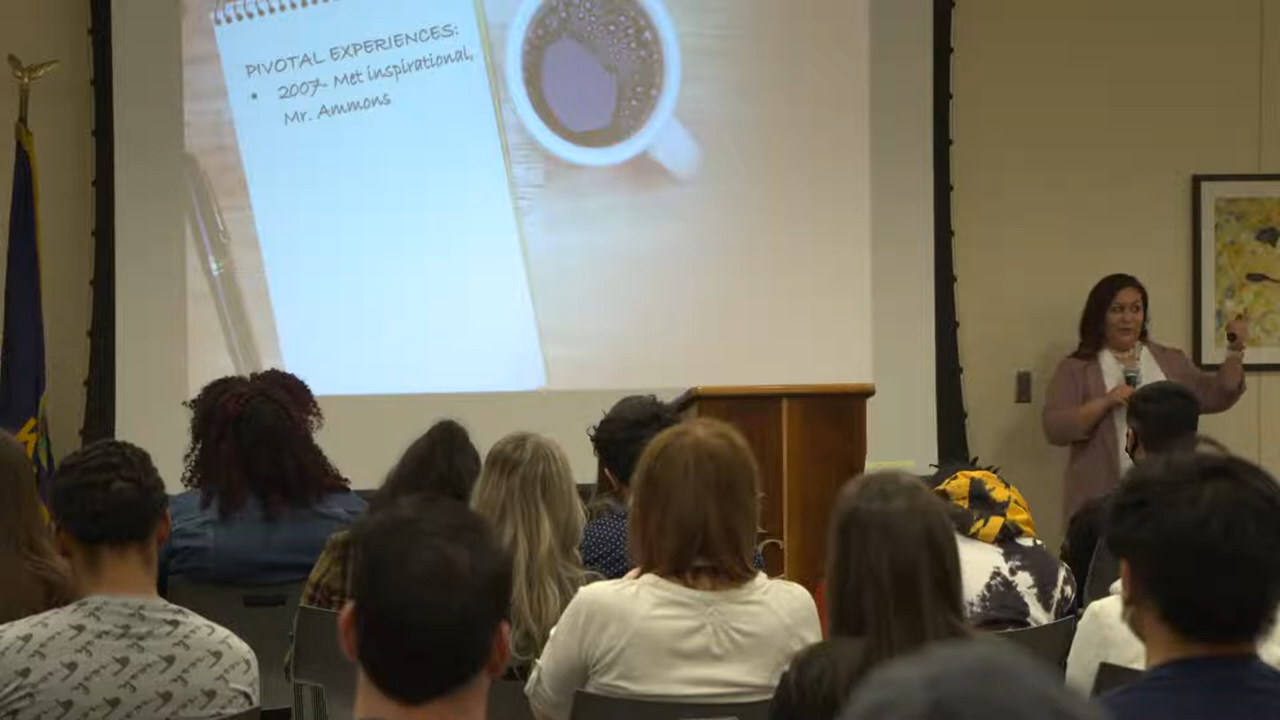 PIVOTAL EXPERIENCES:
• 2007- Met inspirational,
Mr. Ammons